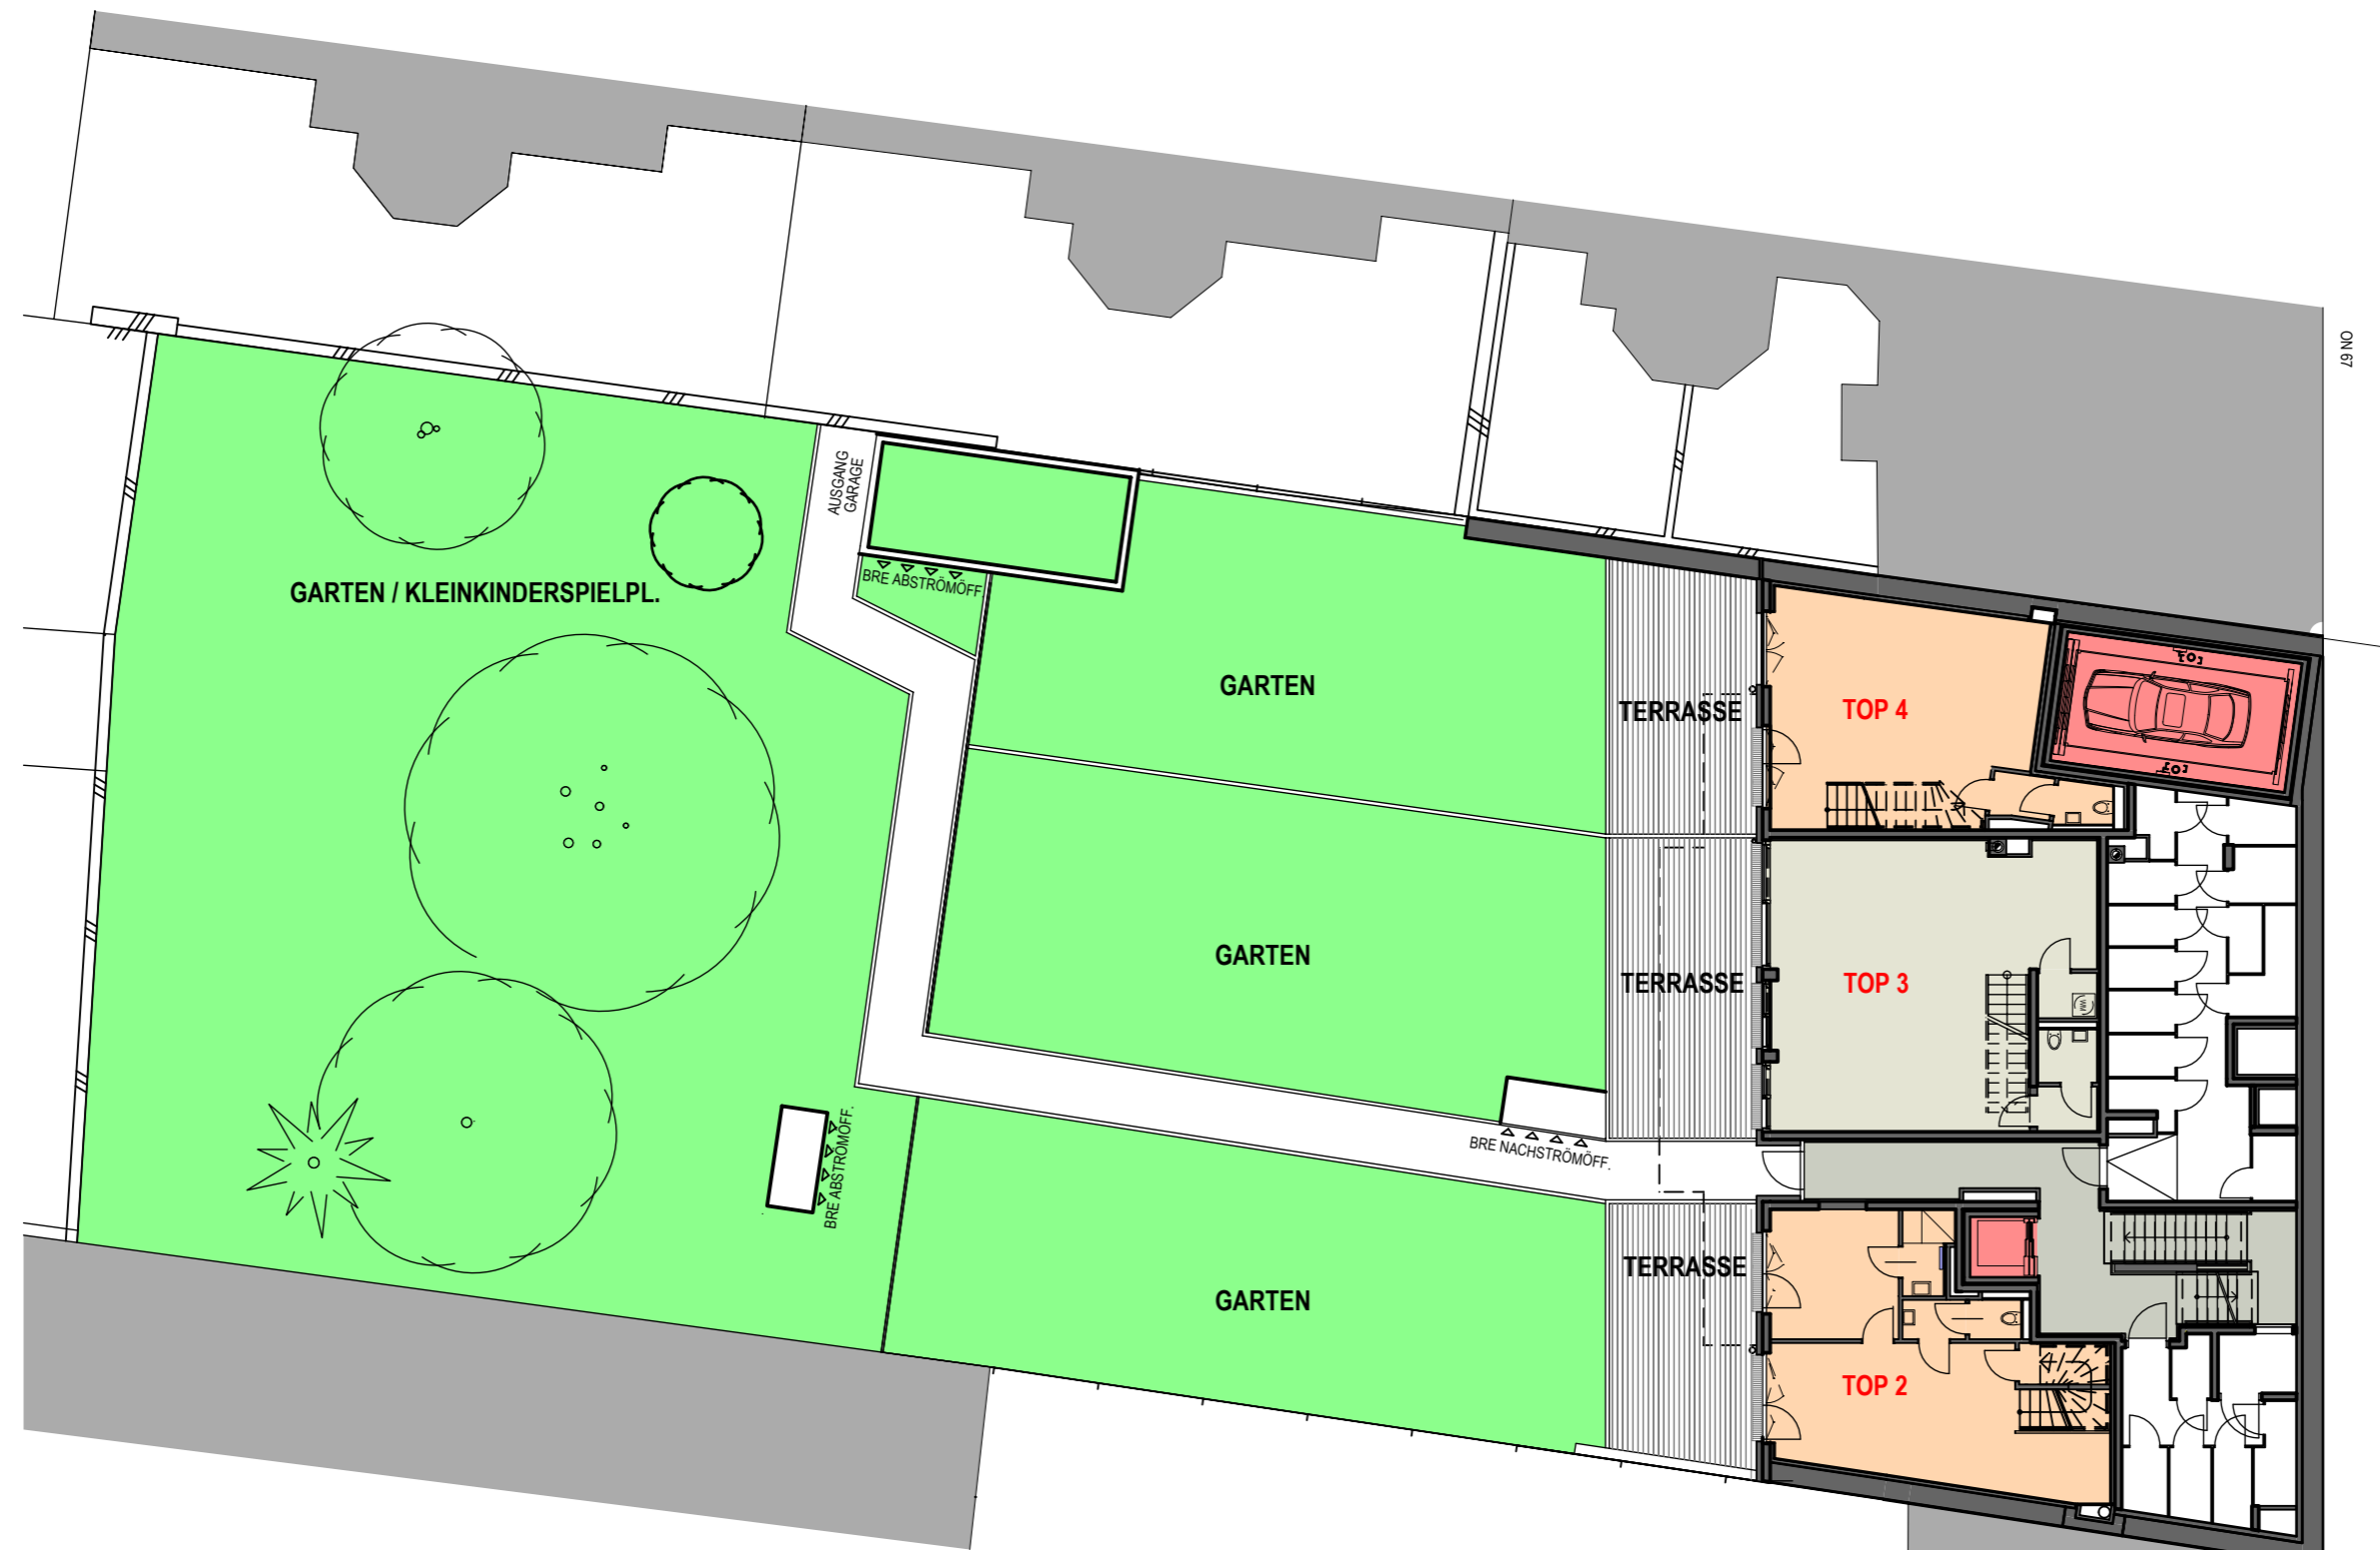 ON 67
AUSGANG
GARAGE
BRE ABSTRÖMÖFF.
GARTEN / KLEINKINDERSPIELPL.
GARTEN
TERRASSE
TOP 4
GARTEN
TERRASSE
TOP 3
WM
BRE ABSTRÖMÖFF.
BRE NACHSTRÖMÖFF.
GARTEN
TERRASSE
TOP 2